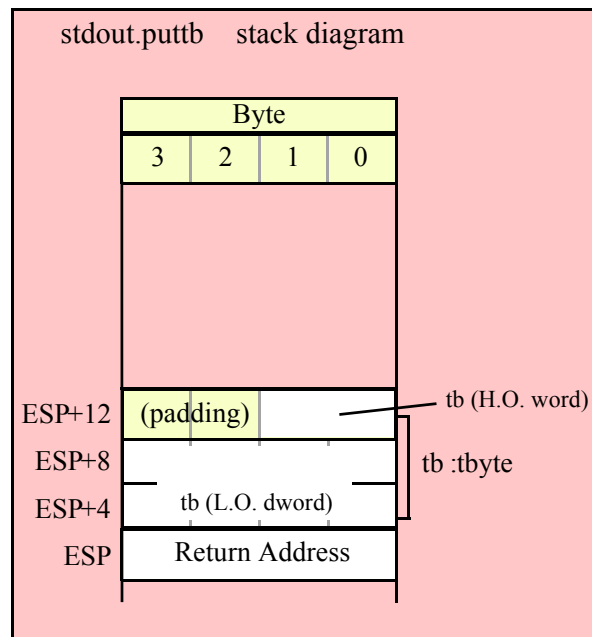 stdout.puttb stack diagram
Byte
3 2 1 0
ESP+12 (padding) tb (H.O. word)
ESP+8 tb :tbyte
ESP+4 tb (L.O. dword)
ESP Return Address